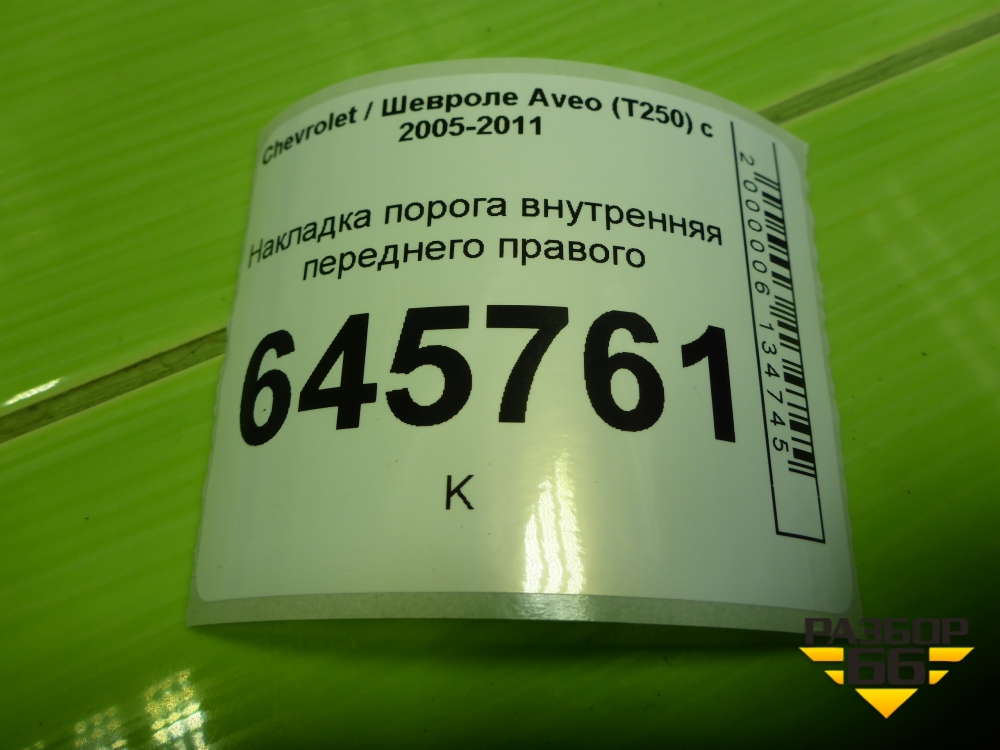 Chevrolet / Шевроле Aveo (T250) с
2005-2011
Накладка порога внутренняя
переднего правого
645761
К
2000006134745
РАЗБОР
66